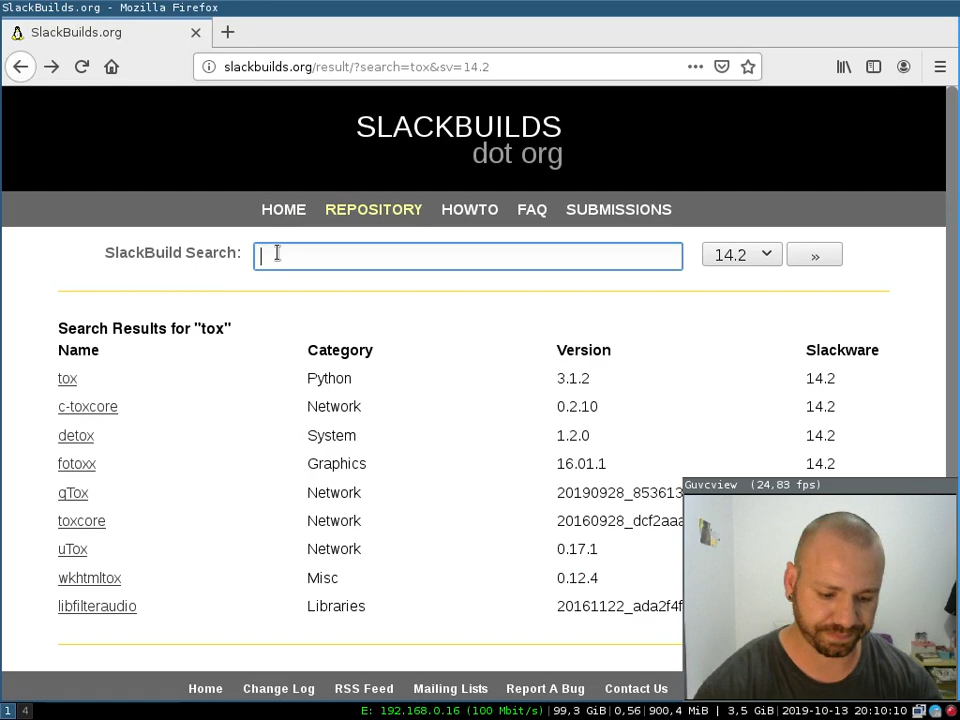 SlackBuilds.org - Mozilla Firefox
SlackBuilds.org
slackbuilds.org/result/?search=tox&sv=14.2
SLACKBUILDS
dot org
HOME REPOSITORY HOWTO FAQ SUBMISSIONS
SlackBuild Search: 14.2 »
Search Results for "tox"
Name Category Version Slackware
tox Python 3.1.2 14.2
c-toxcore Network 0.2.10 14.2
detox System 1.2.0 14.2
fotoxx Graphics 16.01.1 14.2
qTox Network 20190928_853613
toxcore Network 20160928_dcf2aaa
uTox Network 0.17.1
wkhtmltox Misc 0.12.4
libfilteraudio Libraries 20161122_ada2f4f
Guvcview (24,83 fps)
Home Change Log RSS Feed Mailing Lists Report A Bug Contact Us
1 4 E: 192.168.0.16 (100 Mbit/s)|99,3 GiB|0,56|900,4 MiB | 3,5 GiB|2019-10-13 20:10:10